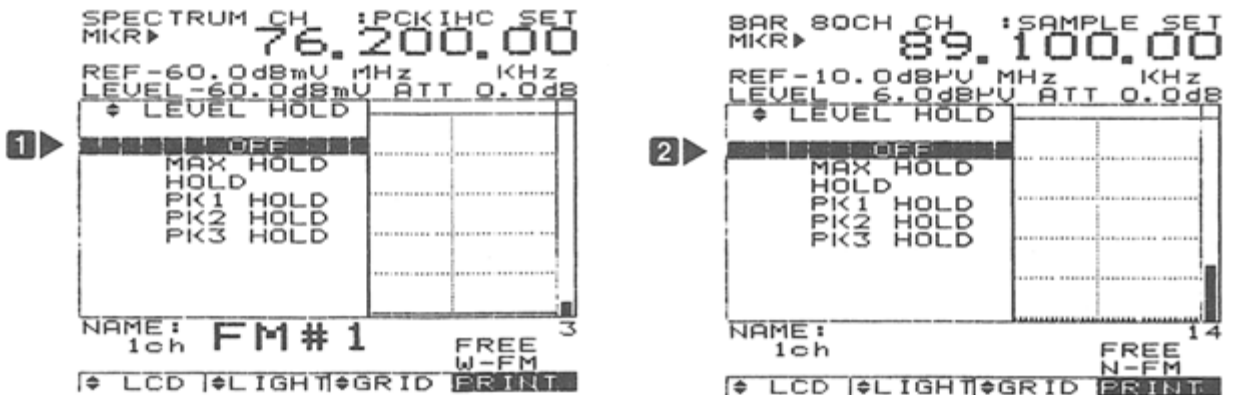 SPECTRUM CH :PCKIHC SET
MKR▶ 76.200.00
REF-60.0dBmV MHz KHz
LEVEL-60.0dBmV ATT 0.0dB
♦ LEVEL HOLD
1
OFF
MAX HOLD
HOLD
PK1 HOLD
PK2 HOLD
PK3 HOLD
NAME: 3
1ch FM#1 FREE
W-FM
♦ LCD ♦LIGHT ♦GRID PRINT
BAR 80CH CH :SAMPLE SET
MKR▶ 89.100.00
REF-10.0dBμV MHz KHz
LEVEL 6.0dBμV ATT 0.0dB
♦ LEVEL HOLD
2
OFF
MAX HOLD
HOLD
PK1 HOLD
PK2 HOLD
PK3 HOLD
NAME: 14
1ch FREE
N-FM
♦ LCD ♦LIGHT ♦GRID PRINT